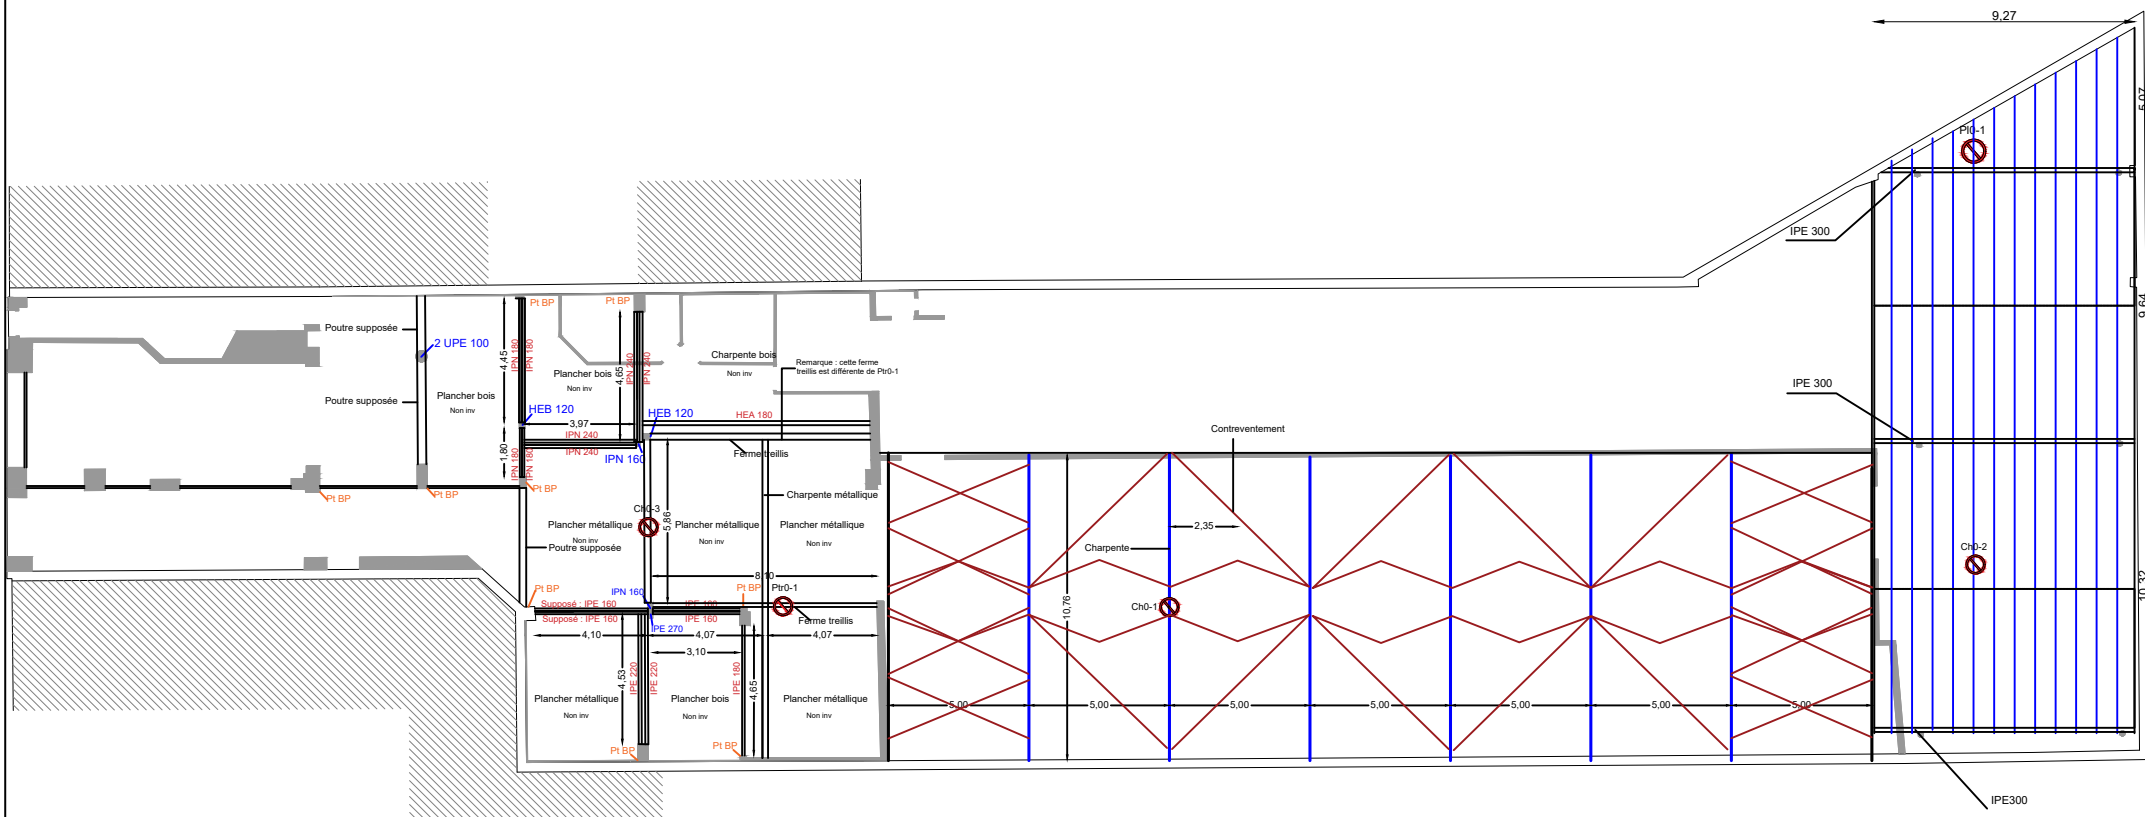 9,27
5,07
Pl0-1
IPE 300
9,64
Pt BP
Pt BP
Poutre supposée
2 UPE 100
4,45
IPN 180
IPN 180
4,65
IPN 240
IPN 240
Charpente bois
Non inv
Remarque : cette ferme
treillis est différente de Ptr0-1
Plancher bois
Non inv
Plancher bois
Non inv
Poutre supposée
IPE 300
HEB 120
HEB 120
HEA 180
3,97
IPN 240
IPN 240
1,80
IPN 180
IPN 180
IPN 160
Ferme treillis
Contreventement
Pt BP
Pt BP
Pt BP
Charpente métallique
Ch0-3
5,86
Plancher métallique
Non inv
Plancher métallique
Non inv
Plancher métallique
Non inv
Poutre supposée
2,35
Charpente
Ch0-2
8,10
10,32
Pt BP
IPN 160
Pt BP
Ptr0-1
Supposé : IPE 160
IPE 160
Ch0-1
10,76
Supposé : IPE 160
IPE 160
Ferme treillis
IPE 270
4,10
4,07
4,07
3,10
4,53
IPE 220
IPE 220
IPE 180
4,65
Plancher métallique
Non inv
Plancher bois
Non inv
Plancher métallique
Non inv
5,00
5,00
5,00
5,00
5,00
5,00
5,00
Pt BP
Pt BP
IPE300